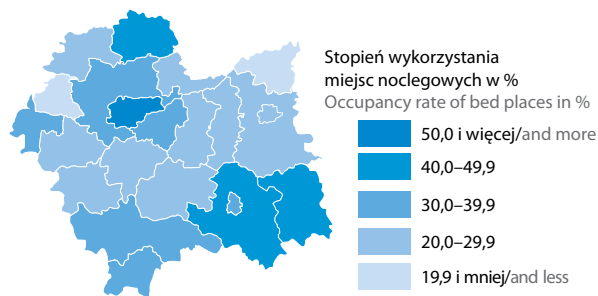 Stopień wykorzystania
miejsc noclegowych w %
Occupancy rate of bed places in %
50,0 i więcej/and more
40,0–49,9
30,0–39,9
20,0–29,9
19,9 i mniej/and less